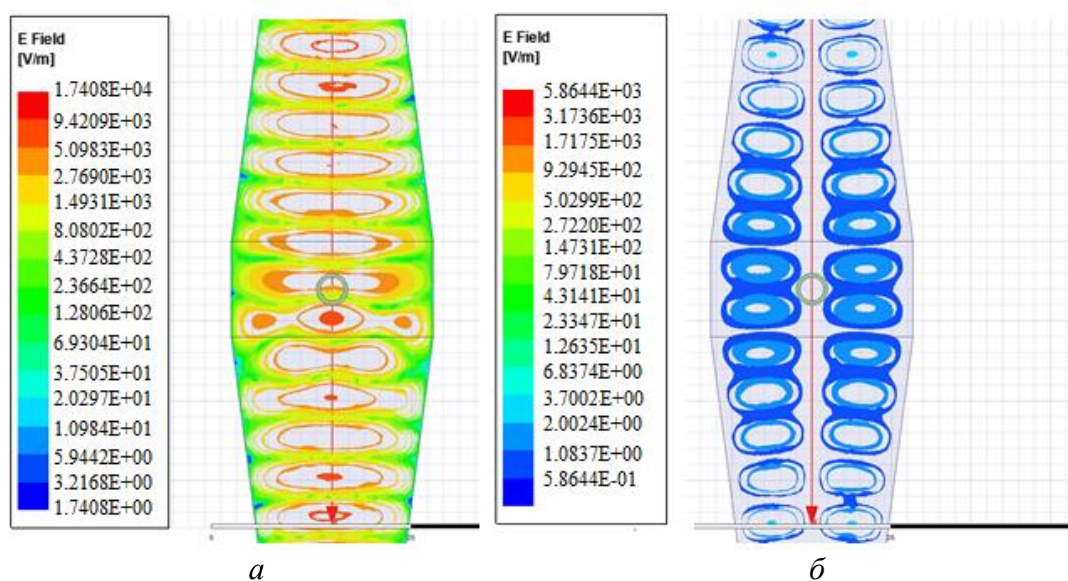 E Field
[V/m]
1.7408E+04
9.4209E+03
5.0983E+03
2.7690E+03
1.4931E+03
8.0802E+02
4.3728E+02
2.3664E+02
1.2806E+02
6.9304E+01
3.7505E+01
2.0297E+01
1.0984E+01
5.9442E+00
3.2168E+00
1.7408E+00
E Field
[V/m]
5.8644E+03
3.1736E+03
1.7175E+03
9.2945E+02
5.0299E+02
2.7220E+02
1.4731E+02
7.9718E+01
4.3141E+01
2.3347E+01
1.2635E+01
6.8374E+00
3.7002E+00
2.0024E+00
1.0837E+00
5.8644E-01
а
б